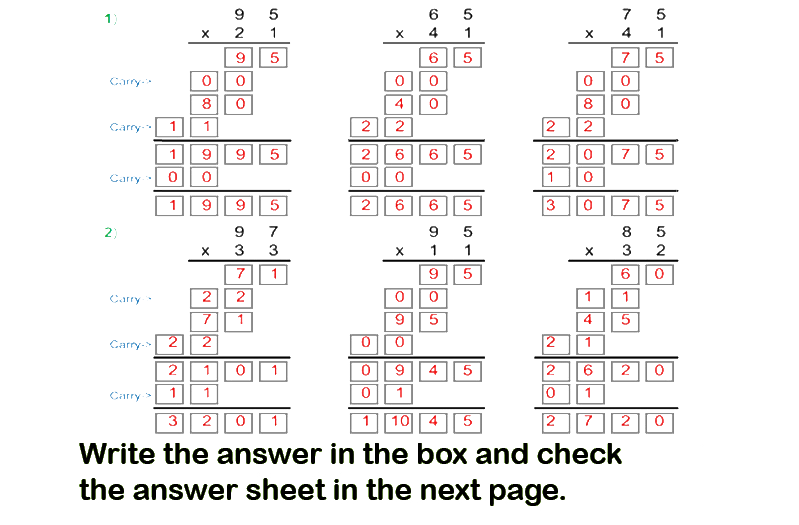 1)
9 5 6 5 7 5
x 2 1 x 4 1 x 4 1
9 5 6 5 7 5
Carry-> 0 0 0 0 0 0
8 0 4 0 8 0
Carry-> 1 1 2 2 2 2
1 9 9 5 2 6 6 5 2 0 7 5
Carry-> 0 0 0 0 1 0
1 9 9 5 2 6 6 5 3 0 7 5
2) 9 7 9 5 8 5
x 3 3 x 1 1 x 3 2
7 1 9 5 6 0
Carry-> 2 2 0 0 1 1
7 1 9 5 4 5
Carry-> 2 2 0 0 2 1
2 1 0 1 0 9 4 5 2 6 2 0
Carry-> 1 1 0 1 0 1
3 2 0 1 1 10 4 5 2 7 2 0
Write the answer in the box and check
the answer sheet in the next page.